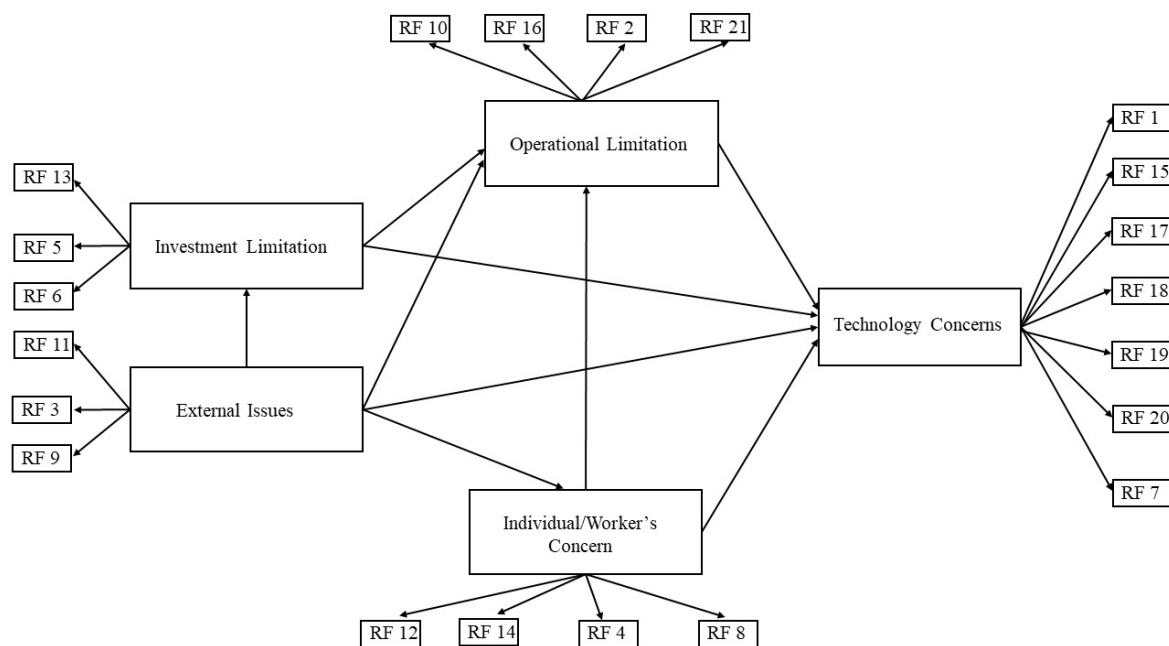 RF 10
RF 16
RF 2
RF 21
Operational Limitation
RF 1
RF 15
RF 17
RF 18
RF 19
RF 20
RF 7
RF 13
RF 5
RF 6
Investment Limitation
RF 11
RF 3
RF 9
External Issues
Technology Concerns
Individual/Worker’s
Concern
RF 12
RF 14
RF 4
RF 8